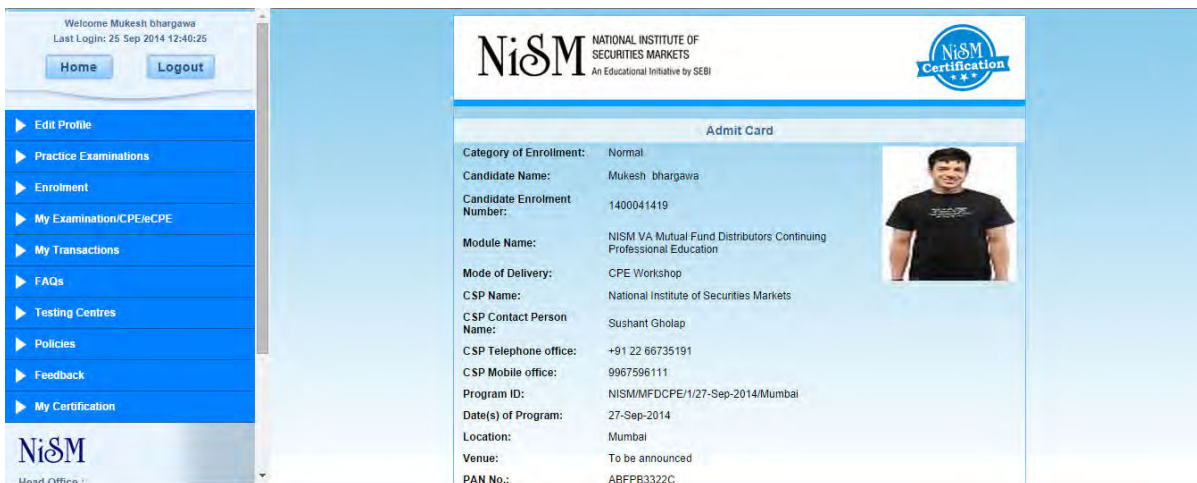 Welcome Mukesh bhargawa
Last Login: 25 Sep 2014 12:40:25
Home Logout
Edit Profile
Practice Examinations
Enrolment
My Examination/CPE/eCPE
My Transactions
FAQs
Testing Centres
Policies
Feedback
My Certification
NiSM
Head Office :
NiSM
NATIONAL INSTITUTE OF
SECURITIES MARKETS
An Educational Initiative by SEBI
NiSM
Certification
Admit Card
Category of Enrollment: Normal
Candidate Name: Mukesh bhargawa
Candidate Enrolment
Number: 1400041419
Module Name: NISM VA Mutual Fund Distributors Continuing
Professional Education
Mode of Delivery: CPE Workshop
CSP Name: National Institute of Securities Markets
CSP Contact Person
Name: Sushant Gholap
CSP Telephone office: +91 22 66735191
CSP Mobile office: 9967596111
Program ID: NISM/MFDCPE/1/27-Sep-2014/Mumbai
Date(s) of Program: 27-Sep-2014
Location: Mumbai
Venue: To be announced
PAN No.: ABFPB3322C